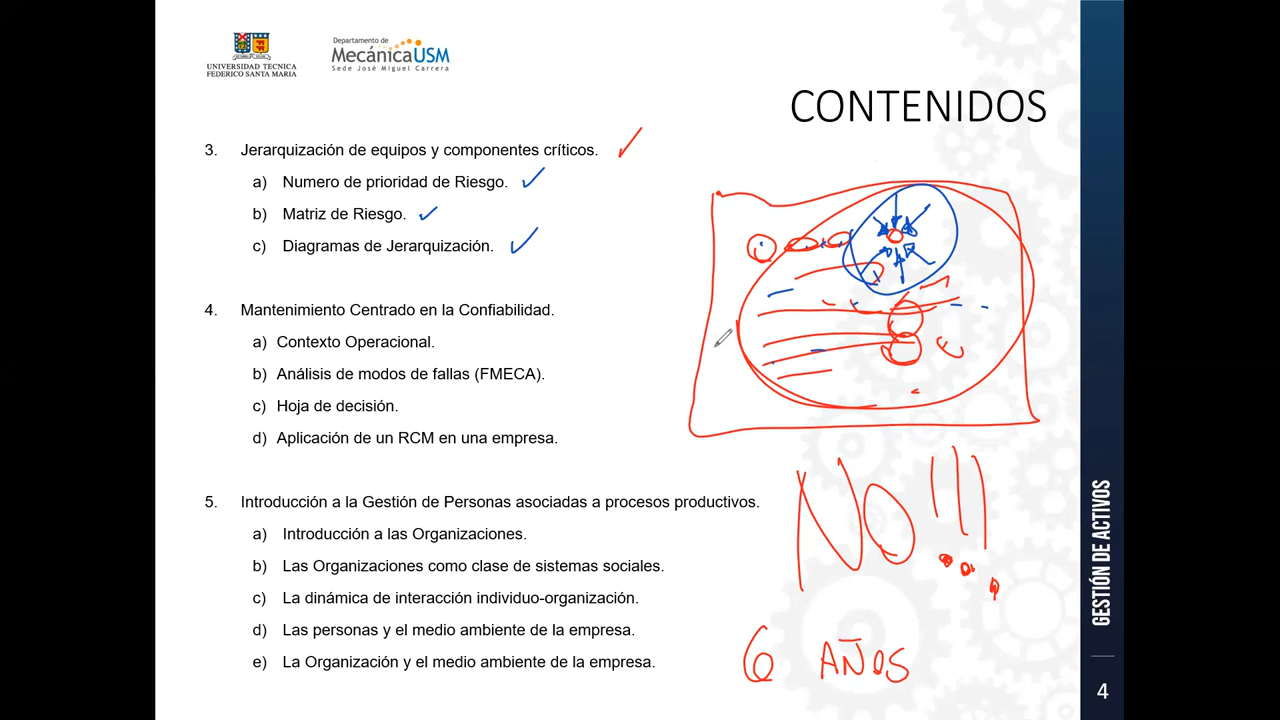 UNIVERSIDAD TECNICA
FEDERICO SANTA MARIA
Departamento de
MecánicaUSM
Sede José Miguel Carrera
CONTENIDOS
3. Jerarquización de equipos y componentes críticos.
a) Numero de prioridad de Riesgo.
b) Matriz de Riesgo.
c) Diagramas de Jerarquización.
4. Mantenimiento Centrado en la Confiabilidad.
a) Contexto Operacional.
b) Análisis de modos de fallas (FMECA).
c) Hoja de decisión.
d) Aplicación de un RCM en una empresa.
5. Introducción a la Gestión de Personas asociadas a procesos productivos.
a) Introducción a las Organizaciones.
b) Las Organizaciones como clase de sistemas sociales.
c) La dinámica de interacción individuo-organización.
d) Las personas y el medio ambiente de la empresa.
e) La Organización y el medio ambiente de la empresa.
NO!!!
6 AÑOS
GESTIÓN DE ACTIVOS
4